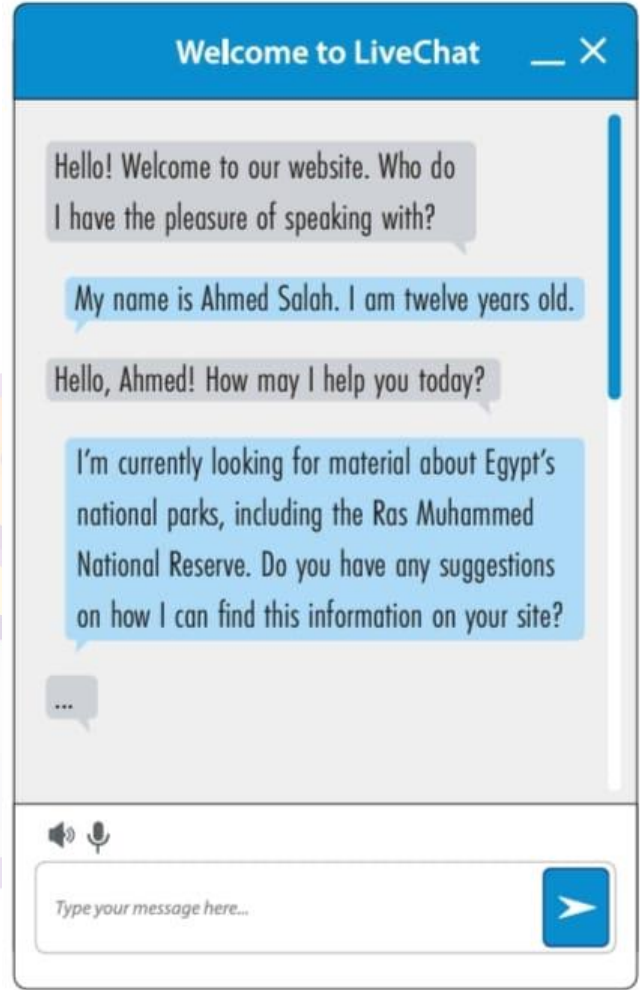 Welcome to LiveChat
Hello! Welcome to our website. Who do
I have the pleasure of speaking with?
My name is Ahmed Salah. I am twelve years old.
Hello, Ahmed! How may I help you today?
I'm currently looking for material about Egypt's
national parks, including the Ras Muhammed
National Reserve. Do you have any suggestions
on how I can find this information on your site?
...
Type your message here...